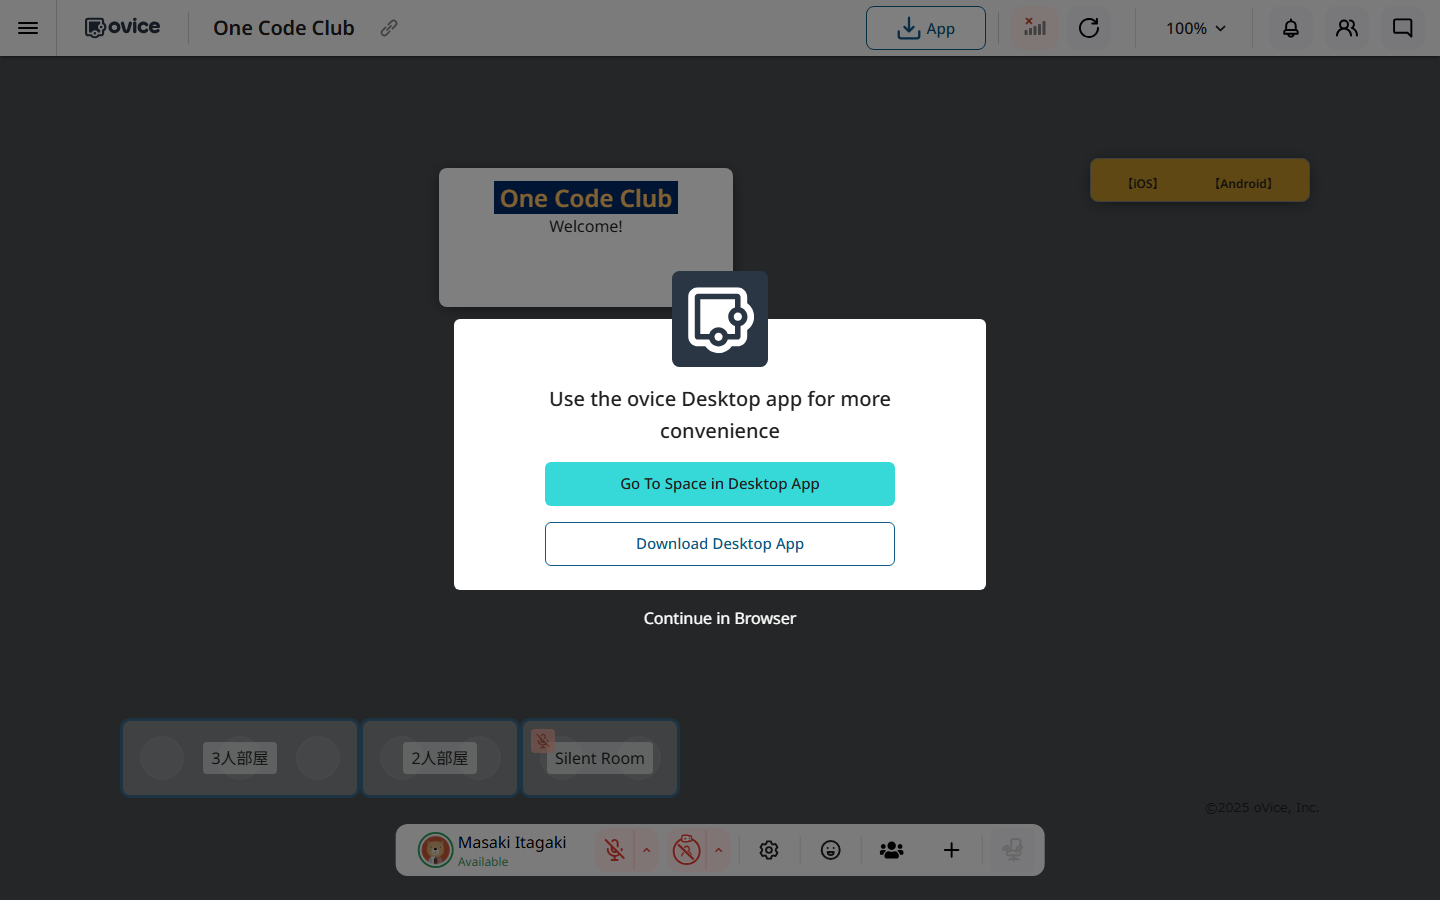 ovice
One Code Club
App
100%
One Code Club
Welcome!
【iOS】
【Android】
Use the ovice Desktop app for more
convenience
Go To Space in Desktop App
Download Desktop App
Continue in Browser
3人部屋
2人部屋
Silent Room
©2025 oVice, Inc.
Masaki Itagaki
Available